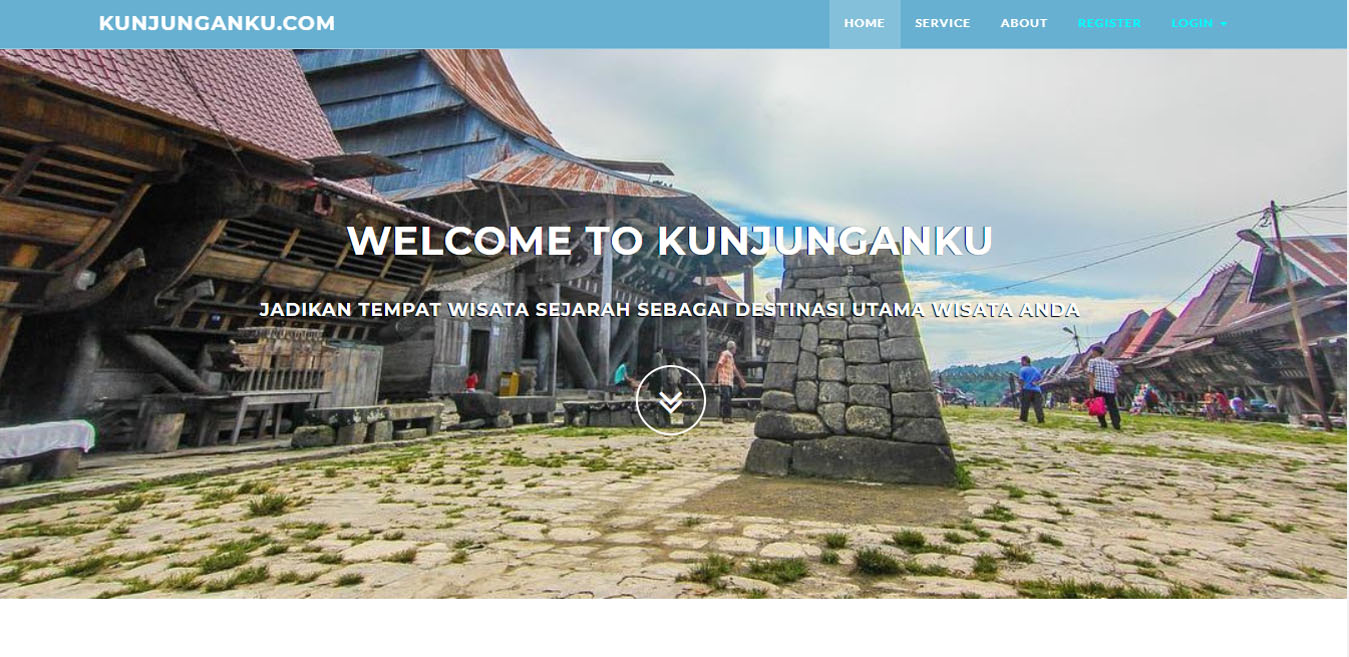 KUNJUNGANKU.COM
HOME SERVICE ABOUT REGISTER LOGIN
WELCOME TO KUNJUNGANKU
JADIKAN TEMPAT WISATA SEJARAH SEBAGAI DESTINASI UTAMA WISATA ANDA